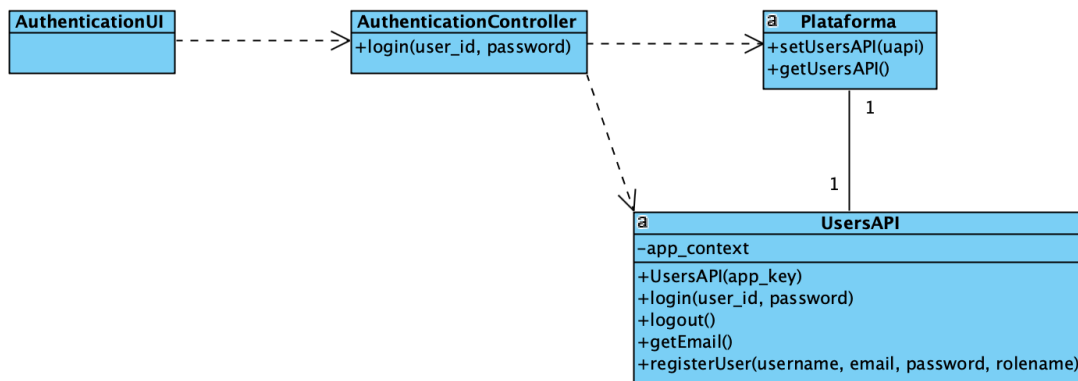 AuthenticationUI
AuthenticationController
+login(user_id, password)
a Plataforma
+setUsersAPI(uapi)
+getUsersAPI()
1
1
a UsersAPI
-app_context
+UsersAPI(app_key)
+login(user_id, password)
+logout()
+getEmail()
+registerUser(username, email, password, rolename)